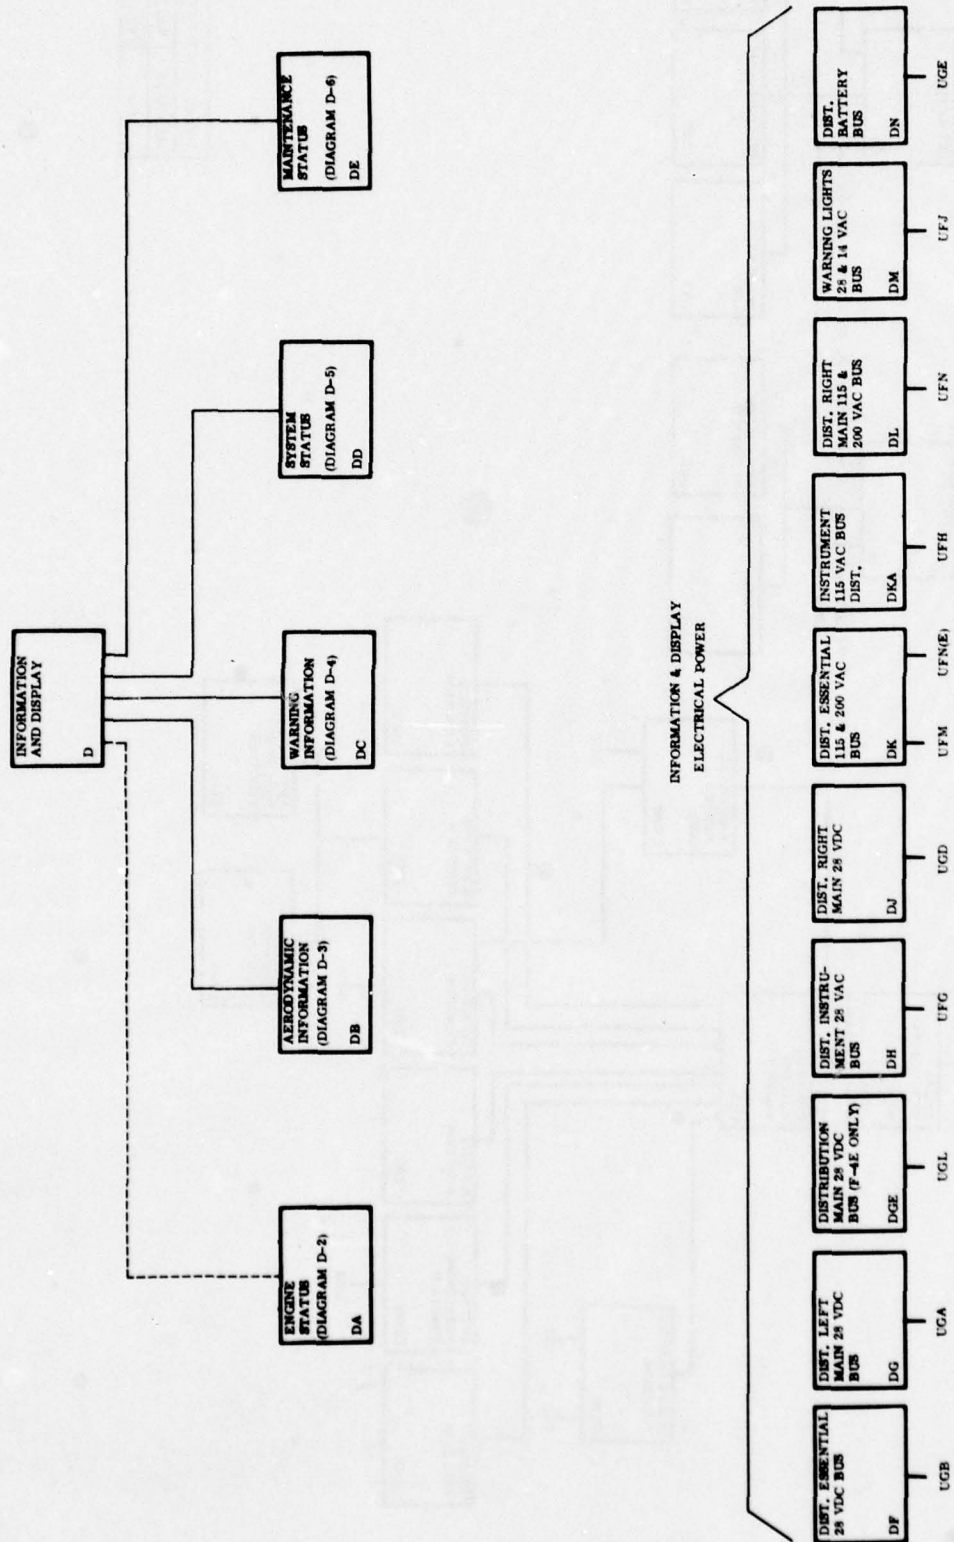 INFORMATION
AND DISPLAY
D
ENGINE
STATUS
(DIAGRAM D-2)
DA
AERODYNAMIC
INFORMATION
(DIAGRAM D-3)
DB
WARNING
INFORMATION
(DIAGRAM D-4)
DC
SYSTEM
STATUS
(DIAGRAM D-5)
DD
MAINTENANCE
STATUS
(DIAGRAM D-6)
DE
INFORMATION & DISPLAY
ELECTRICAL POWER
DIST. ESSENTIAL
28 VDC BUS
DF
UGB
DIST. LEFT
MAIN 28 VDC
BUS
DG
UGA
DISTRIBUTION
MAIN 28 VDC
BUS (F-4E ONLY)
DGE
UGL
DIST. INSTRU-
MENT 28 VAC
BUS
DH
UFG
DIST. RIGHT
MAIN 28 VDC
DJ
UGD
DIST. ESSENTIAL
115 & 200 VAC
BUS
DK
UFM
UFN(E)
INSTRUMENT
115 VAC BUS
DIST.
DKA
UFH
DIST. RIGHT
MAIN 115 &
200 VAC BUS
DL
UFN
WARNING LIGHTS
28 & 14 VAC
BUS
DM
UFJ
DIST.
BATTERY
BUS
DN
UGE